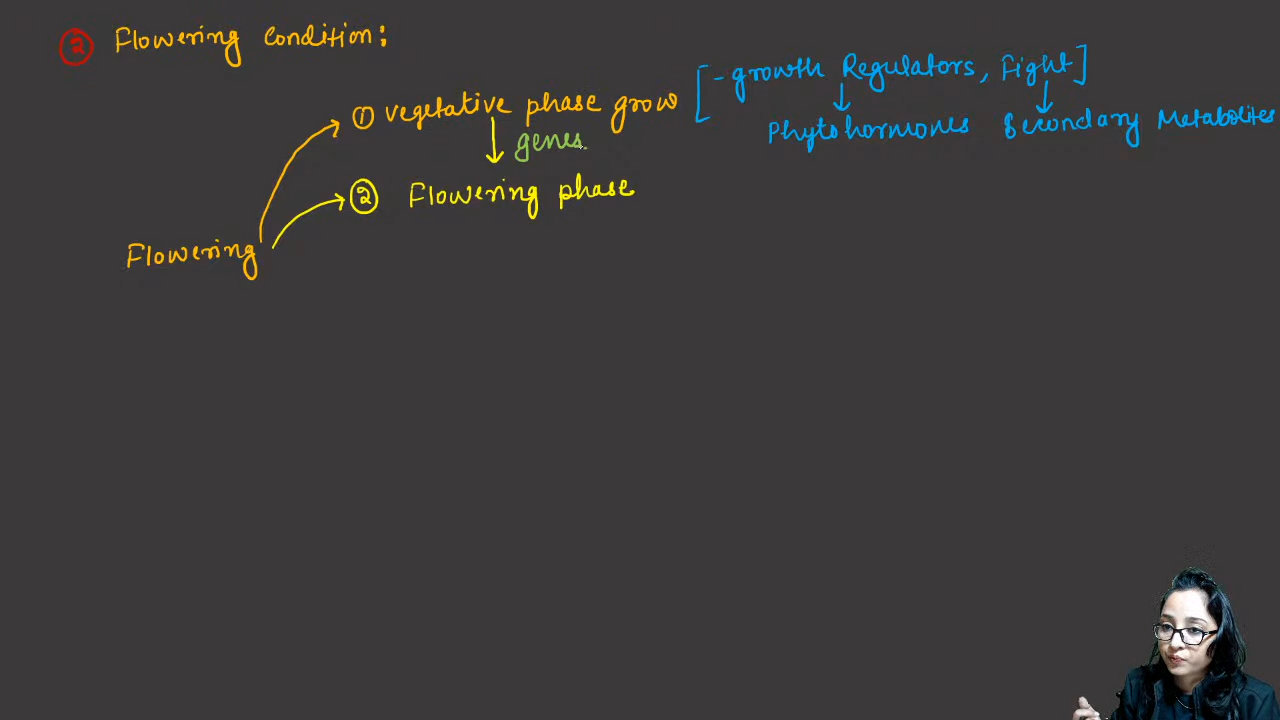 ② Flowering Condition:
① vegetative phase grow [- growth Regulators, Fight]
Phytohormones Secondary Metabolites
genes
② Flowering phase
Flowering